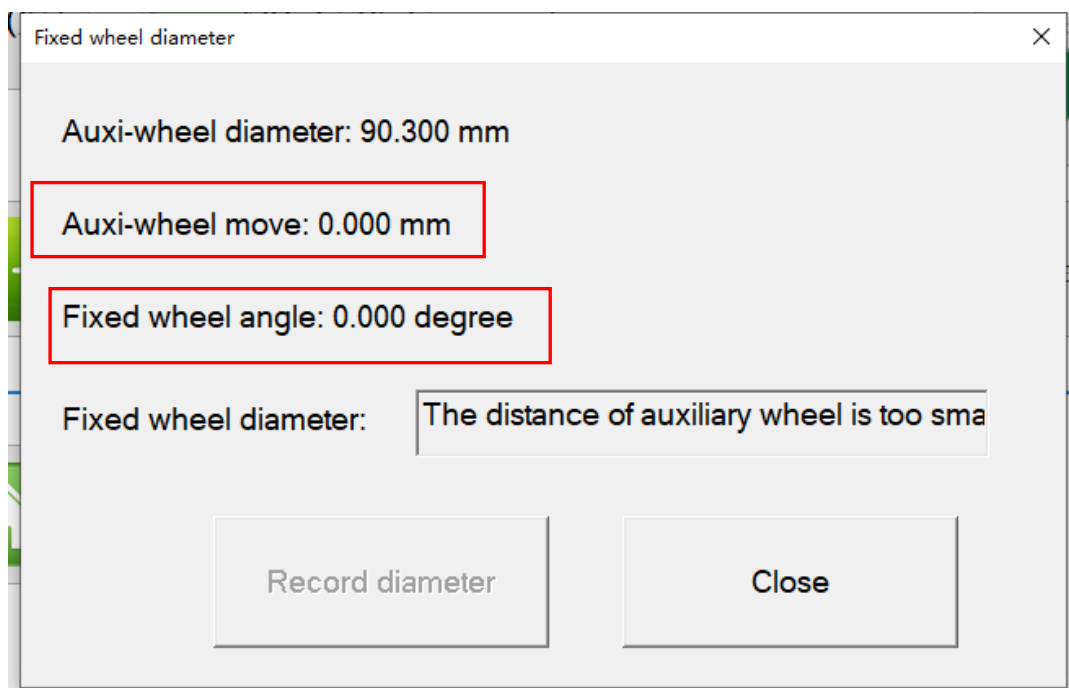 Fixed wheel diameter
Auxi-wheel diameter: 90.300 mm
Auxi-wheel move: 0.000 mm
Fixed wheel angle: 0.000 degree
Fixed wheel diameter:
The distance of auxiliary wheel is too sma
Record diameter
Close